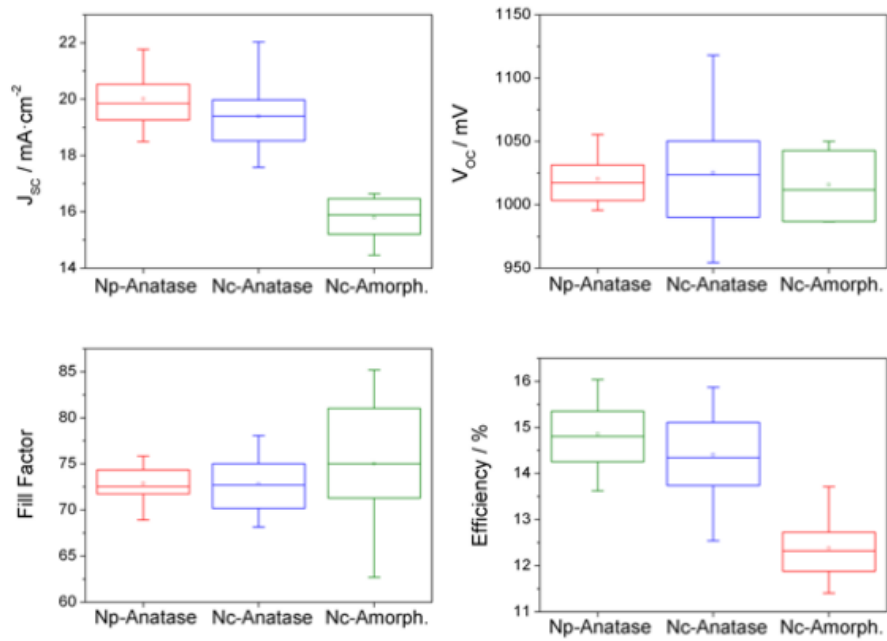 J_SC / mA·cm⁻²
22
20
18
16
14
Np-Anatase Nc-Anatase Nc-Amorph.
V_OC / mV
1150
1100
1050
1000
950
Np-Anatase Nc-Anatase Nc-Amorph.
Fill Factor
85
80
75
70
65
60
Np-Anatase Nc-Anatase Nc-Amorph.
Efficiency / %
16
15
14
13
12
11
Np-Anatase Nc-Anatase Nc-Amorph.